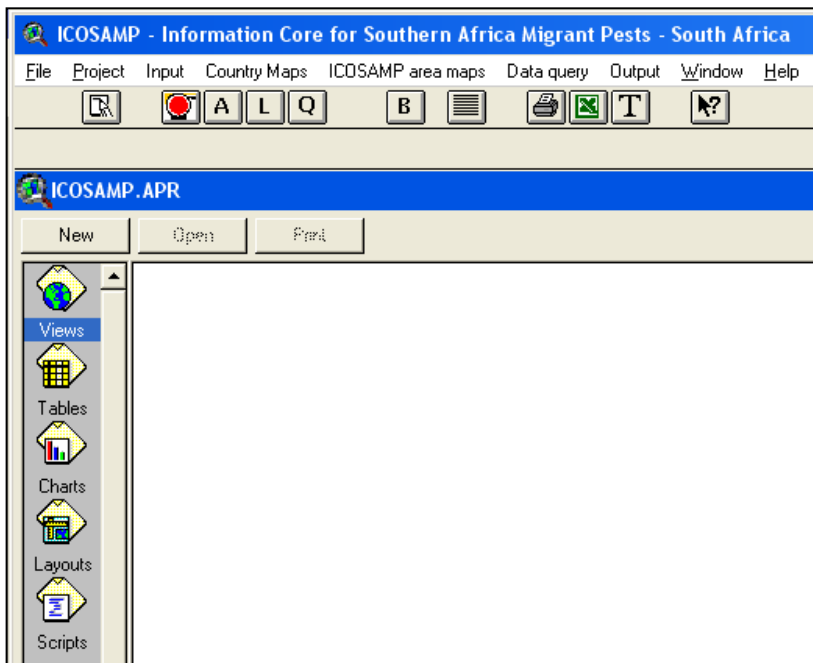 ICOSAMP - Information Core for Southern Africa Migrant Pests - South Africa
File Project Input Country Maps ICOSAMP area maps Data query Output Window Help
A L Q B T ?
ICOSAMP.APR
New Open Print
Views
Tables
Charts
Layouts
Scripts